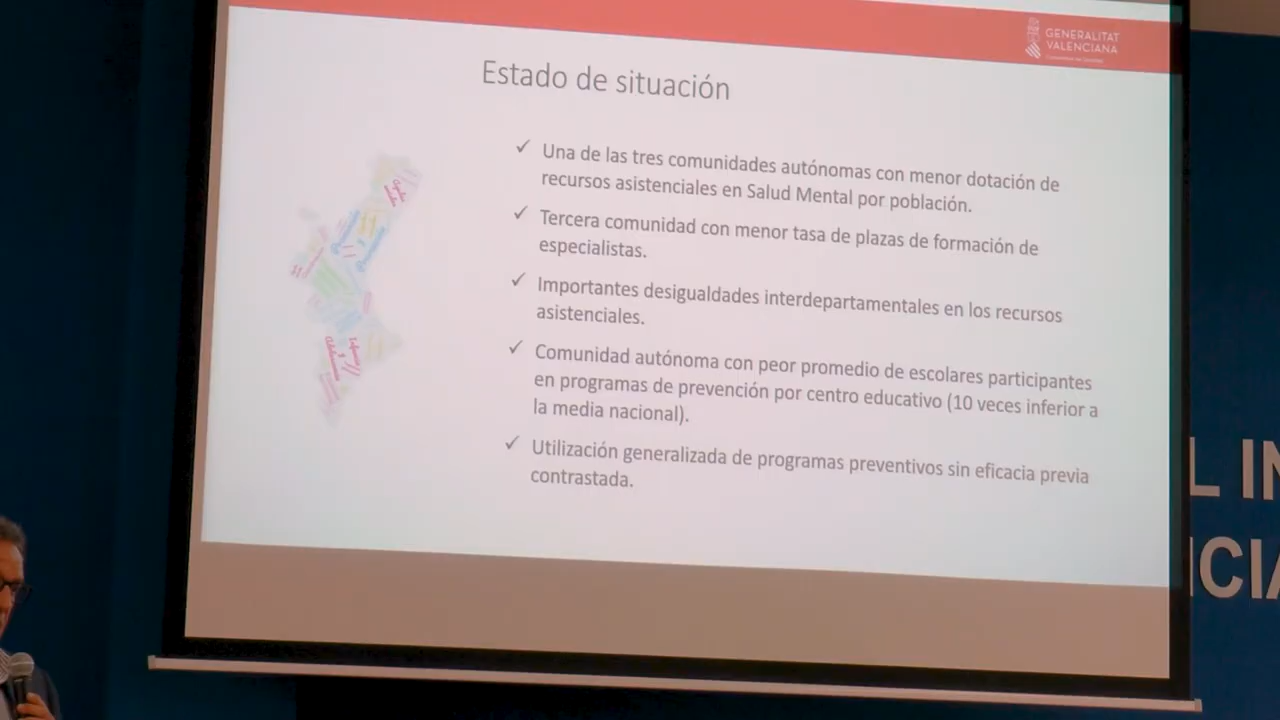 GENERALITAT
VALENCIANA
Estado de situación
✓ Una de las tres comunidades autónomas con menor dotación de
recursos asistenciales en Salud Mental por población.
✓ Tercera comunidad con menor tasa de plazas de formación de
especialistas.
✓ Importantes desigualdades interdepartamentales en los recursos
asistenciales.
✓ Comunidad autónoma con peor promedio de escolares participantes
en programas de prevención por centro educativo (10 veces inferior a
la media nacional).
✓ Utilización generalizada de programas preventivos sin eficacia previa
contrastada.
L IN
ICIA